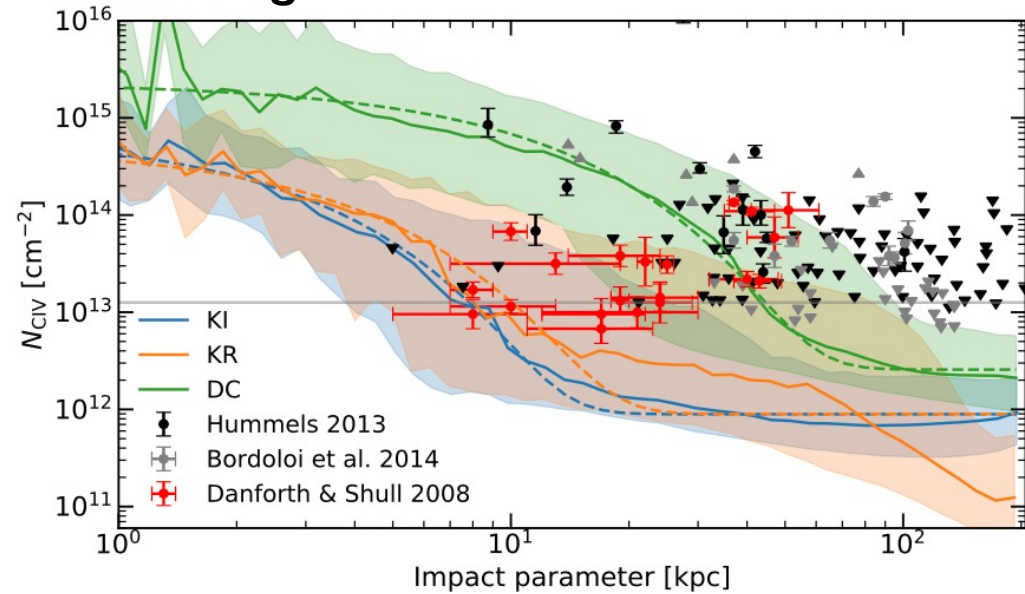 10^16
10^15
10^14
10^13
10^12
10^11
N_CIV [cm^−2]
KI
KR
DC
Hummels 2013
Bordoloi et al. 2014
Danforth & Shull 2008
10^0 10^1 10^2
Impact parameter [kpc]